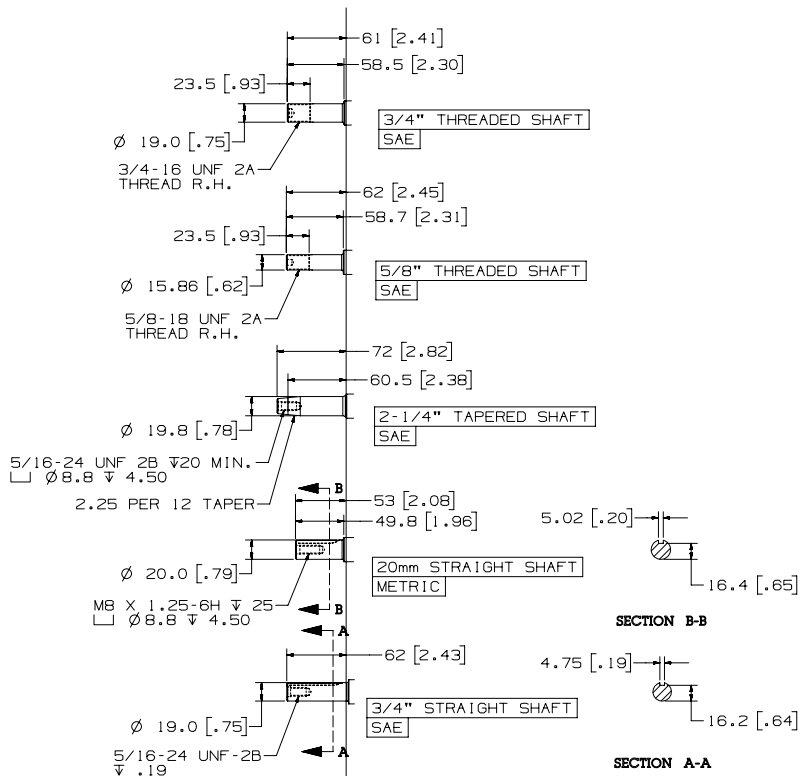 61 [2.41]
58.5 [2.30]
23.5 [.93]
Ø 19.0 [.75]
3/4" THREADED SHAFT
SAE
3/4-16 UNF 2A
THREAD R.H.
62 [2.45]
58.7 [2.31]
23.5 [.93]
5/8" THREADED SHAFT
SAE
Ø 15.86 [.62]
5/8-18 UNF 2A
THREAD R.H.
72 [2.82]
60.5 [2.38]
2-1/4" TAPERED SHAFT
SAE
Ø 19.8 [.78]
5/16-24 UNF 2B ↧20 MIN.
⌴ Ø8.8 ↧ 4.50
2.25 PER 12 TAPER
B
53 [2.08]
49.8 [1.96]
5.02 [.20]
20mm STRAIGHT SHAFT
METRIC
Ø 20.0 [.79]
16.4 [.65]
M8 X 1.25-6H ↧ 25
⌴ Ø8.8 ↧ 4.50
B
SECTION B-B
A
62 [2.43]
4.75 [.19]
3/4" STRAIGHT SHAFT
SAE
Ø 19.0 [.75]
16.2 [.64]
5/16-24 UNF-2B
↧ .19
A
SECTION A-A